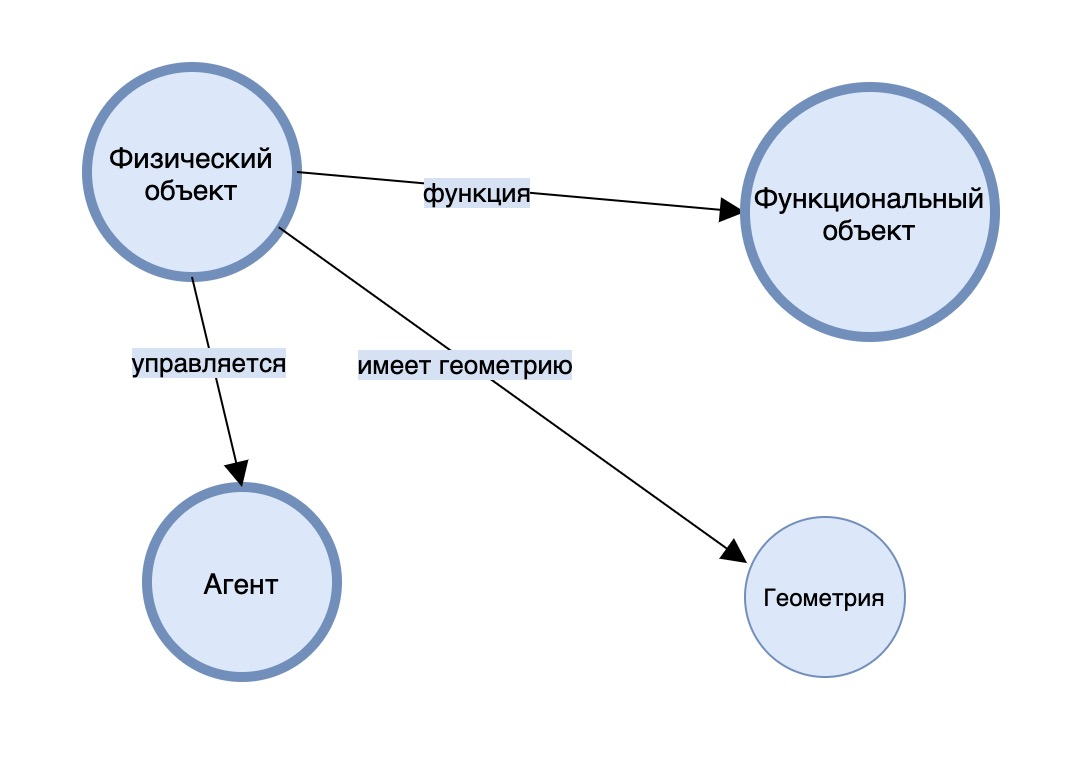 Физический
объект
функция
Функциональный
объект
управляется
имеет геометрию
Агент
Геометрия